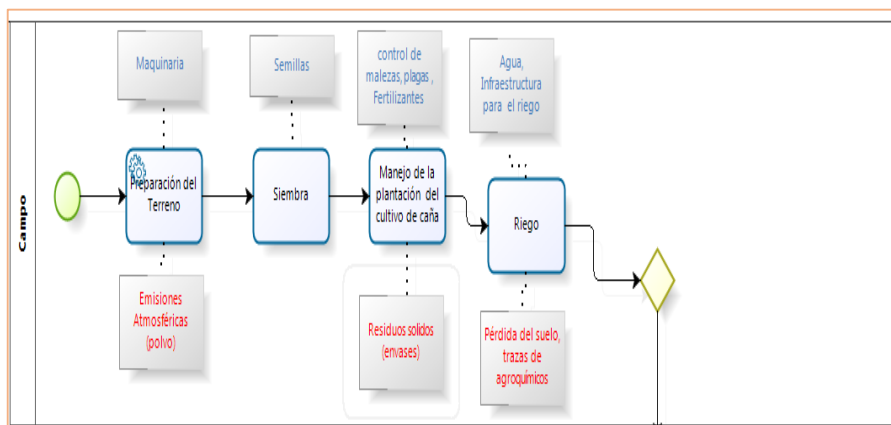 Campo
Maquinaria
Semillas
control de
malezas, plagas ,
Fertilizantes
Agua,
Infraestructura
para el riego
Preparación del
Terreno
Siembra
Manejo de la
plantación del
cultivo de caña
Riego
Emisiones
Atmosféricas
(polvo)
Residuos solidos
(envases)
Pérdida del suelo,
trazas de
agroquímicos